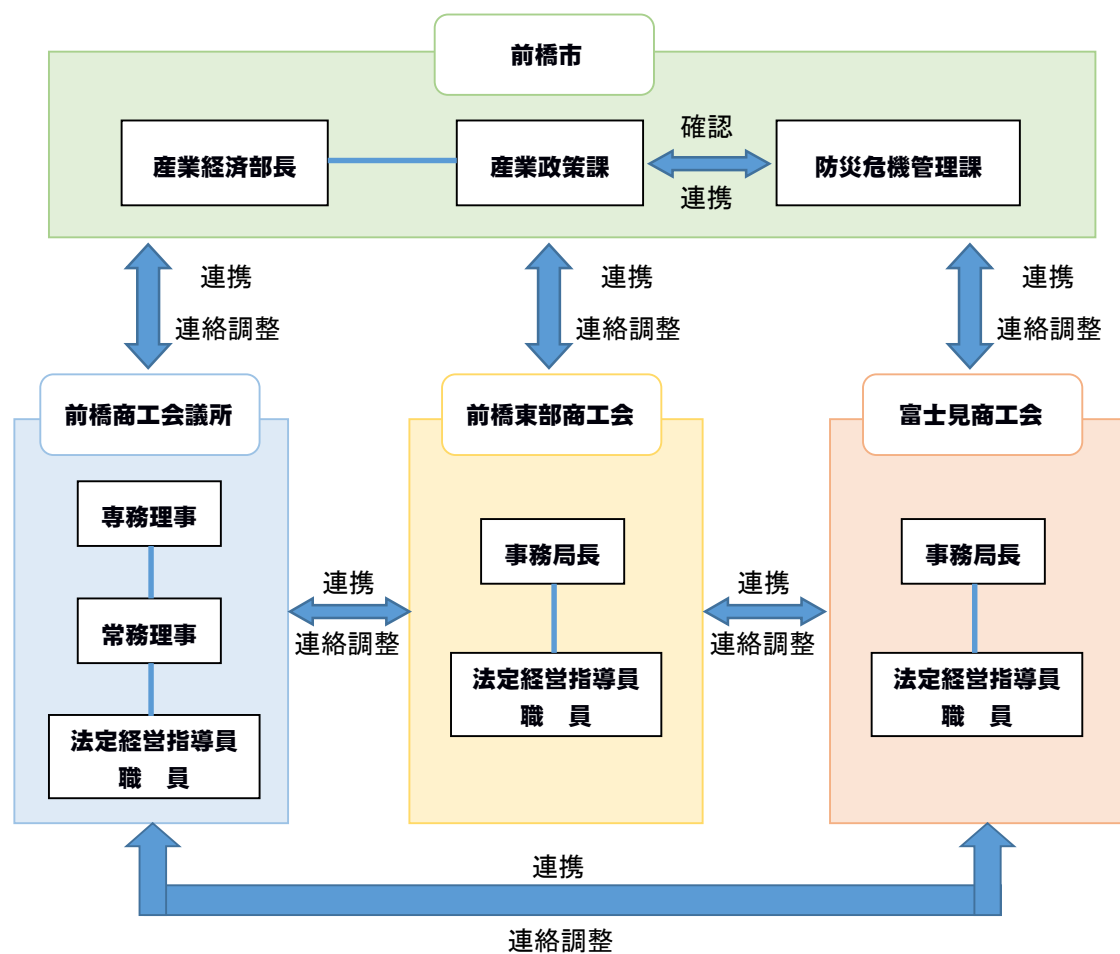 前橋市
産業経済部長
産業政策課
確認
連携
防災危機管理課
連携
連絡調整
連携
連絡調整
連携
連絡調整
前橋商工会議所
専務理事
常務理事
法定経営指導員
職　員
連携
連絡調整
前橋東部商工会
事務局長
法定経営指導員
職　員
連携
連絡調整
富士見商工会
事務局長
法定経営指導員
職　員
連携
連絡調整